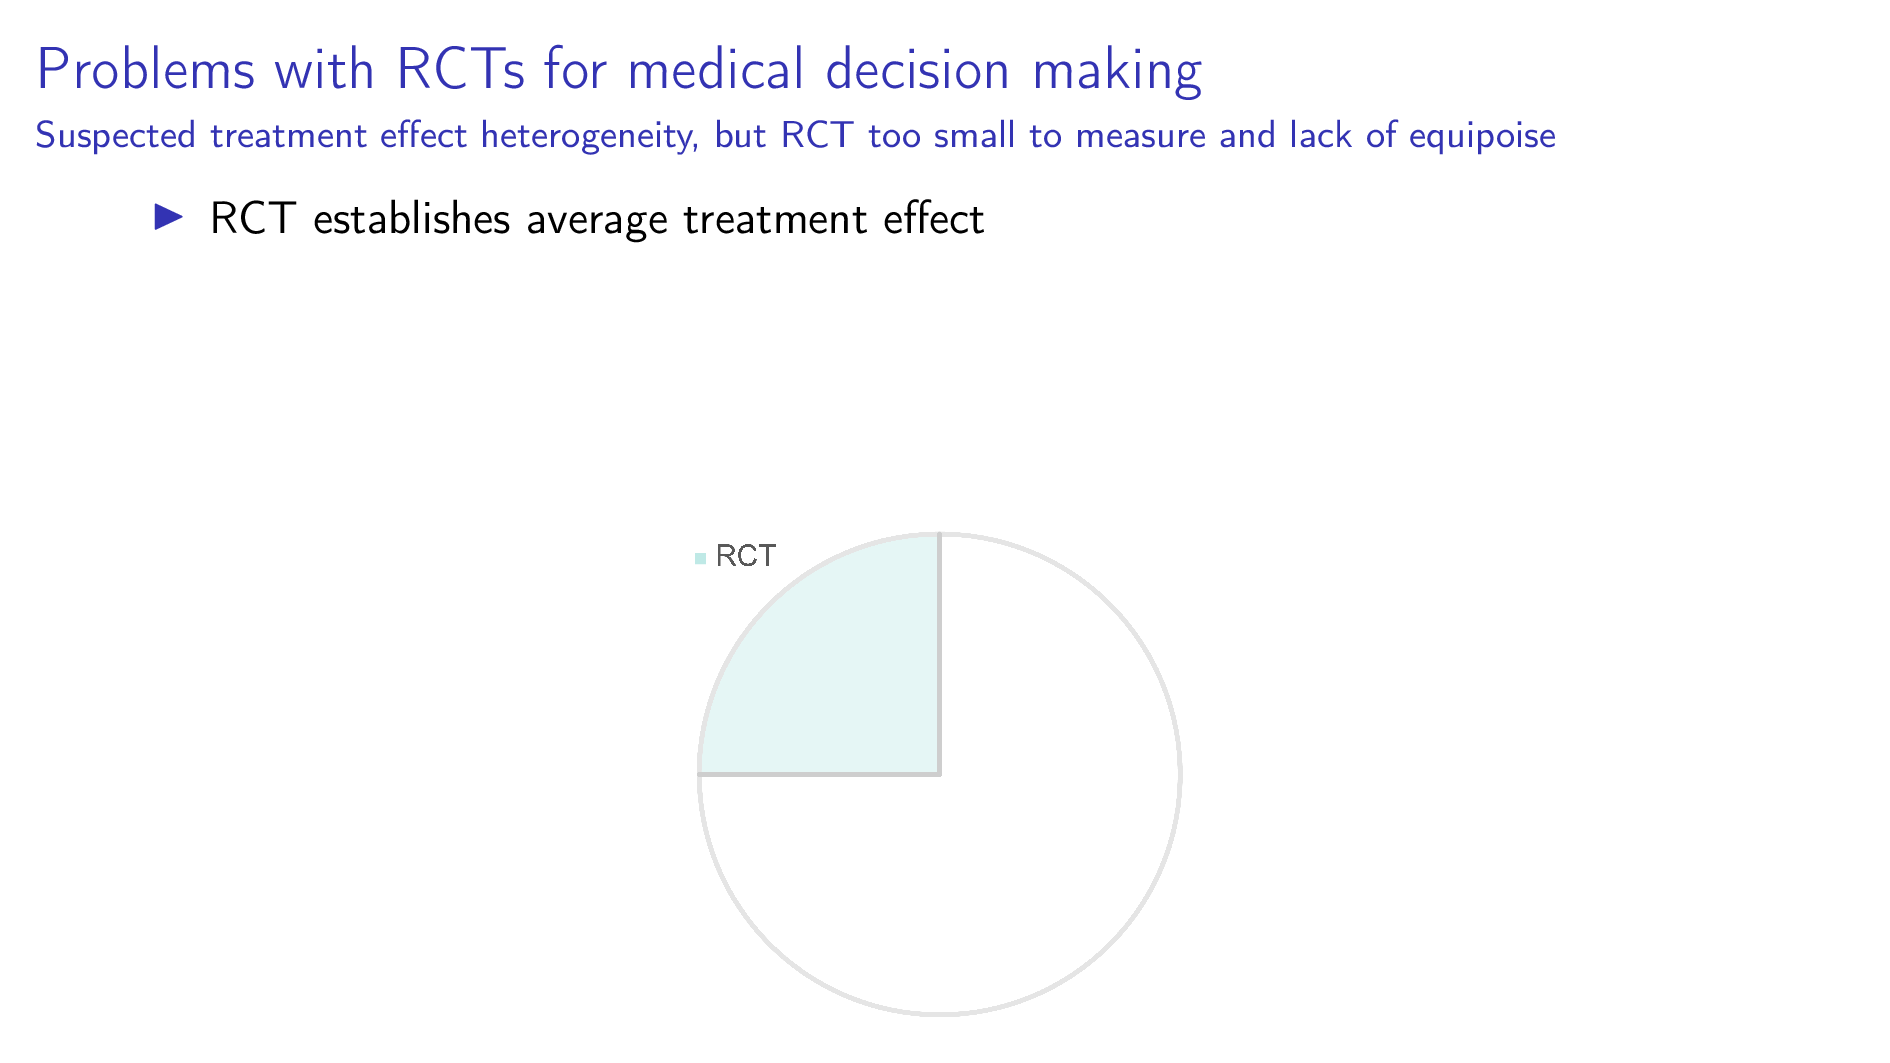 Problems with RCTs for medical decision making
Suspected treatment effect heterogeneity, but RCT too small to measure and lack of equipoise
▶ RCT establishes average treatment effect
RCT